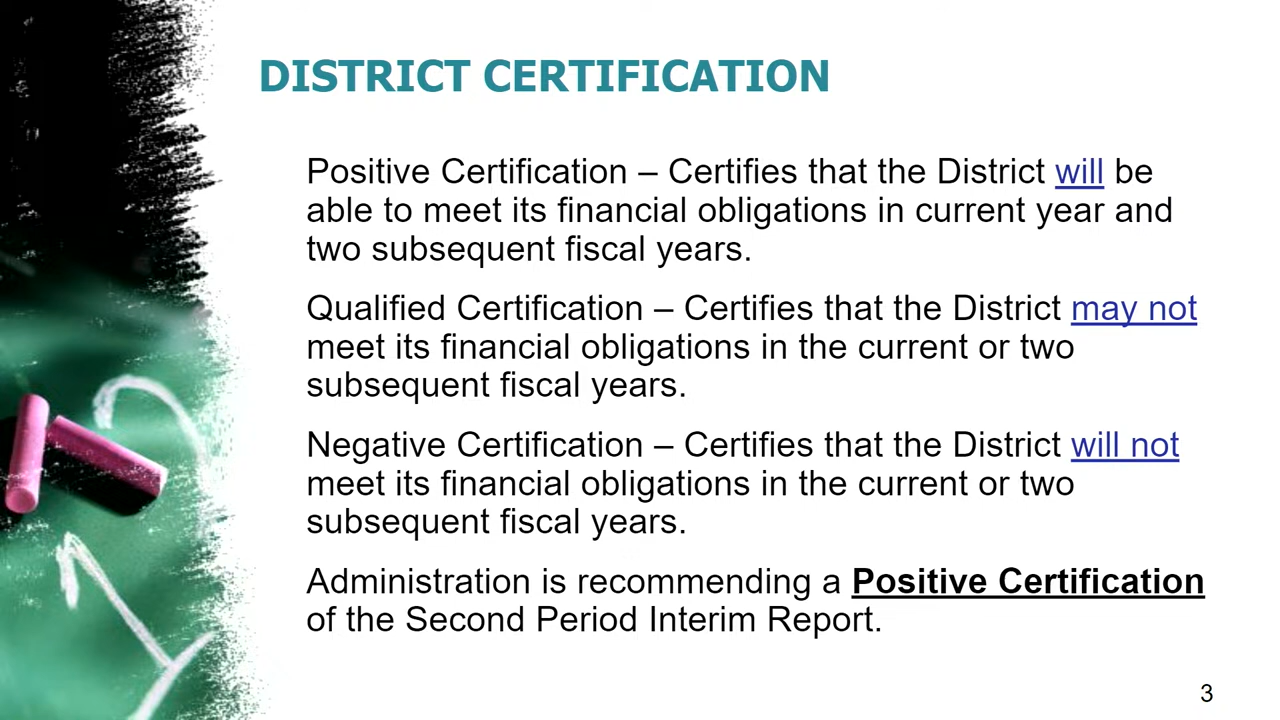 DISTRICT CERTIFICATION
Positive Certification – Certifies that the District will be
able to meet its financial obligations in current year and
two subsequent fiscal years.
Qualified Certification – Certifies that the District may not
meet its financial obligations in the current or two
subsequent fiscal years.
Negative Certification – Certifies that the District will not
meet its financial obligations in the current or two
subsequent fiscal years.
Administration is recommending a Positive Certification
of the Second Period Interim Report.
3